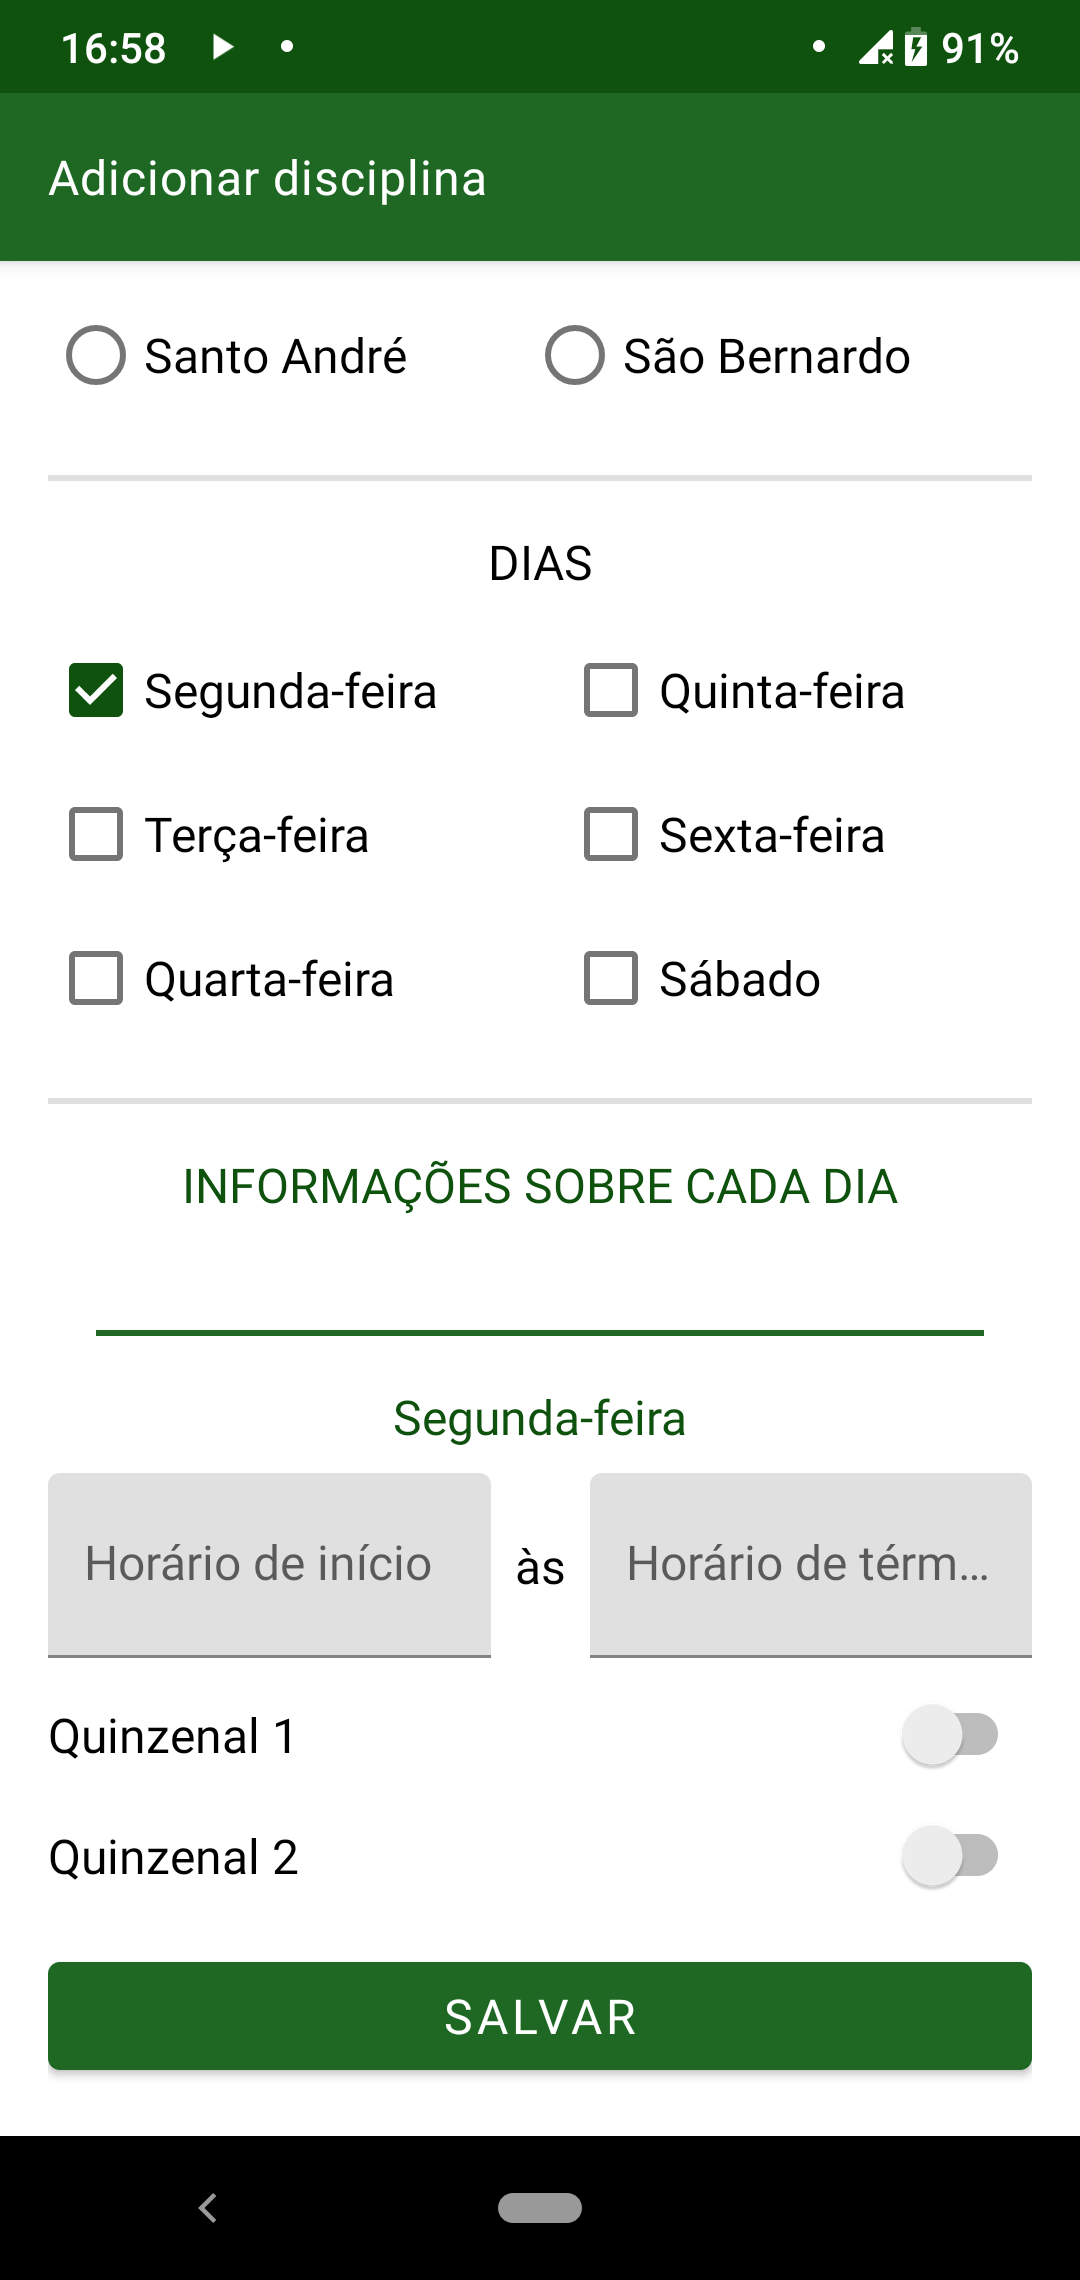 16:58
91%
Adicionar disciplina
Santo André
São Bernardo
DIAS
Segunda-feira
Quinta-feira
Terça-feira
Sexta-feira
Quarta-feira
Sábado
INFORMAÇÕES SOBRE CADA DIA
Segunda-feira
Horário de início às Horário de térm...
Quinzenal 1
Quinzenal 2
SALVAR